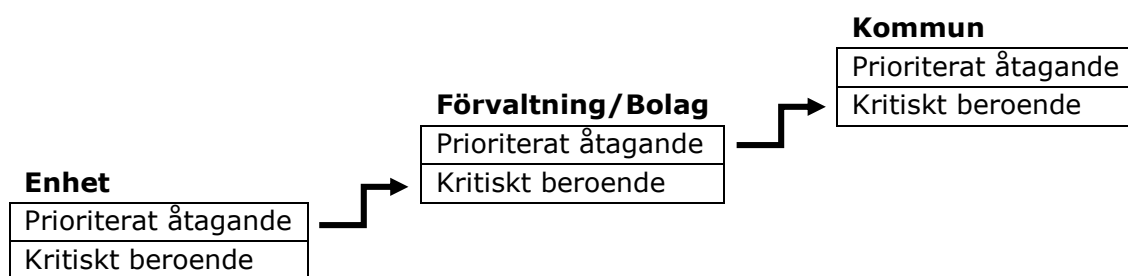 Kommun
Prioriterat åtagande
Kritiskt beroende
Förvaltning/Bolag
Prioriterat åtagande
Kritiskt beroende
Enhet
Prioriterat åtagande
Kritiskt beroende